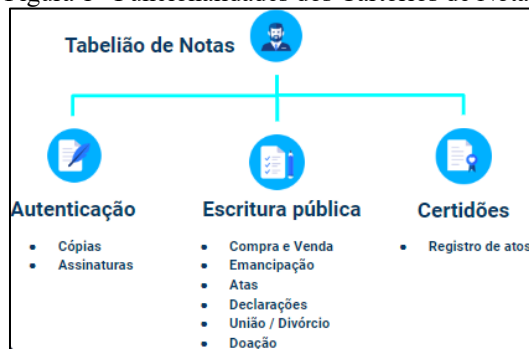 Tabelião de Notas
Autenticação
Cópias
Assinaturas
Escritura pública
Compra e Venda
Emancipação
Atas
Declarações
União / Divórcio
Doação
Certidões
Registro de atos